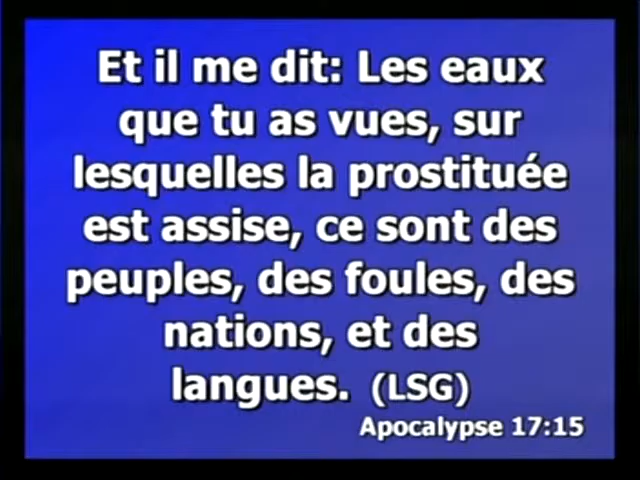 Et il me dit: Les eaux
que tu as vues, sur
lesquelles la prostituée
est assise, ce sont des
peuples, des foules, des
nations, et des
langues. (LSG)
Apocalypse 17:15